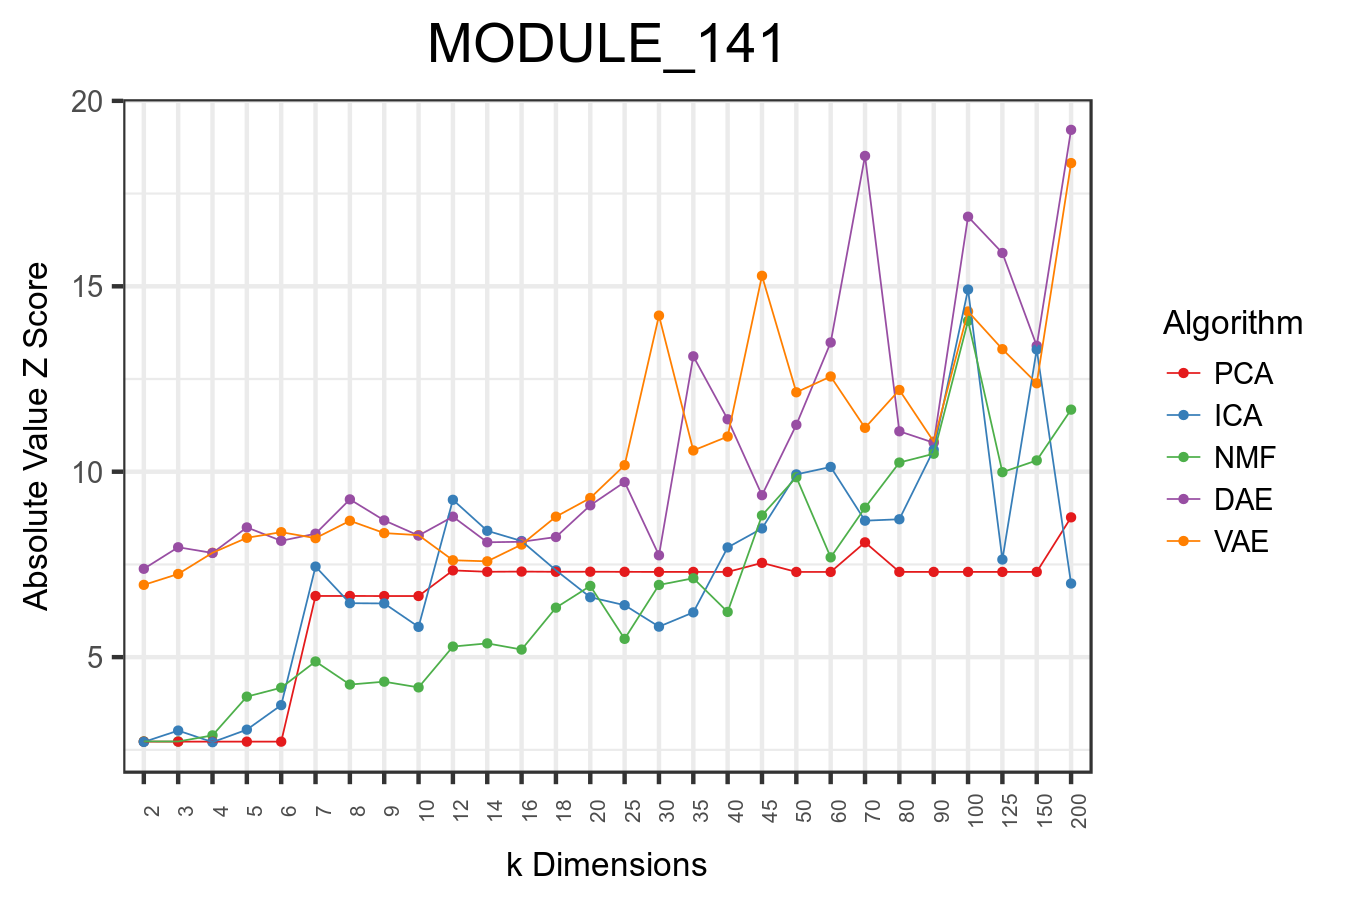 MODULE_141
20
15
10
5
Absolute Value Z Score
2 3 4 5 6 7 8 9 10 12 14 16 18 20 25 30 35 40 45 50 60 70 80 90 100 125 150 200
k Dimensions
Algorithm
PCA
ICA
NMF
DAE
VAE